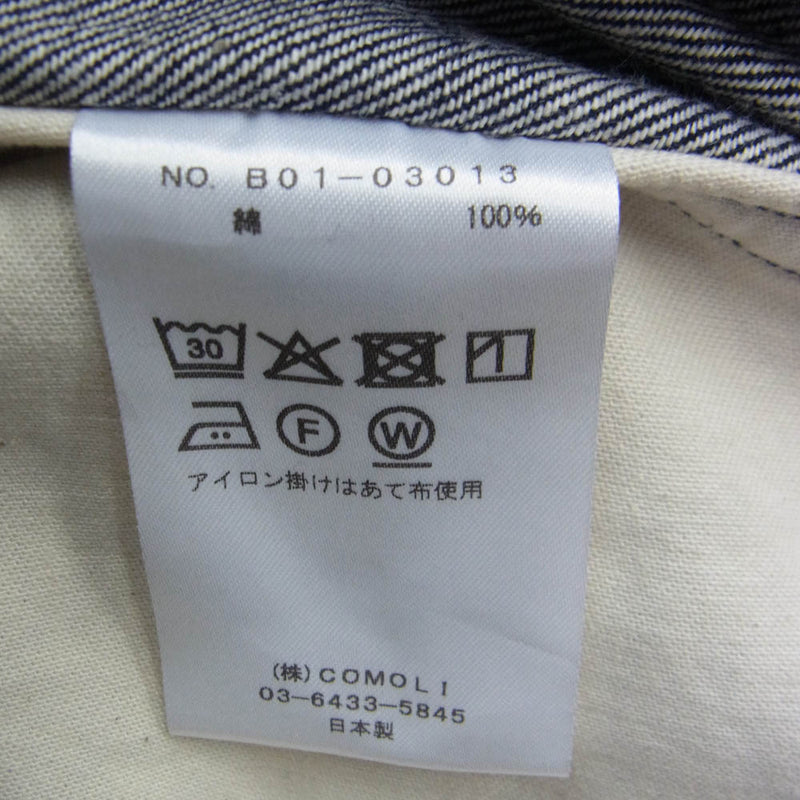 NO. B01-03013
綿 100%
30
F W
アイロン掛けはあて布使用
(株)COMOLI
03-6433-5845
日本製